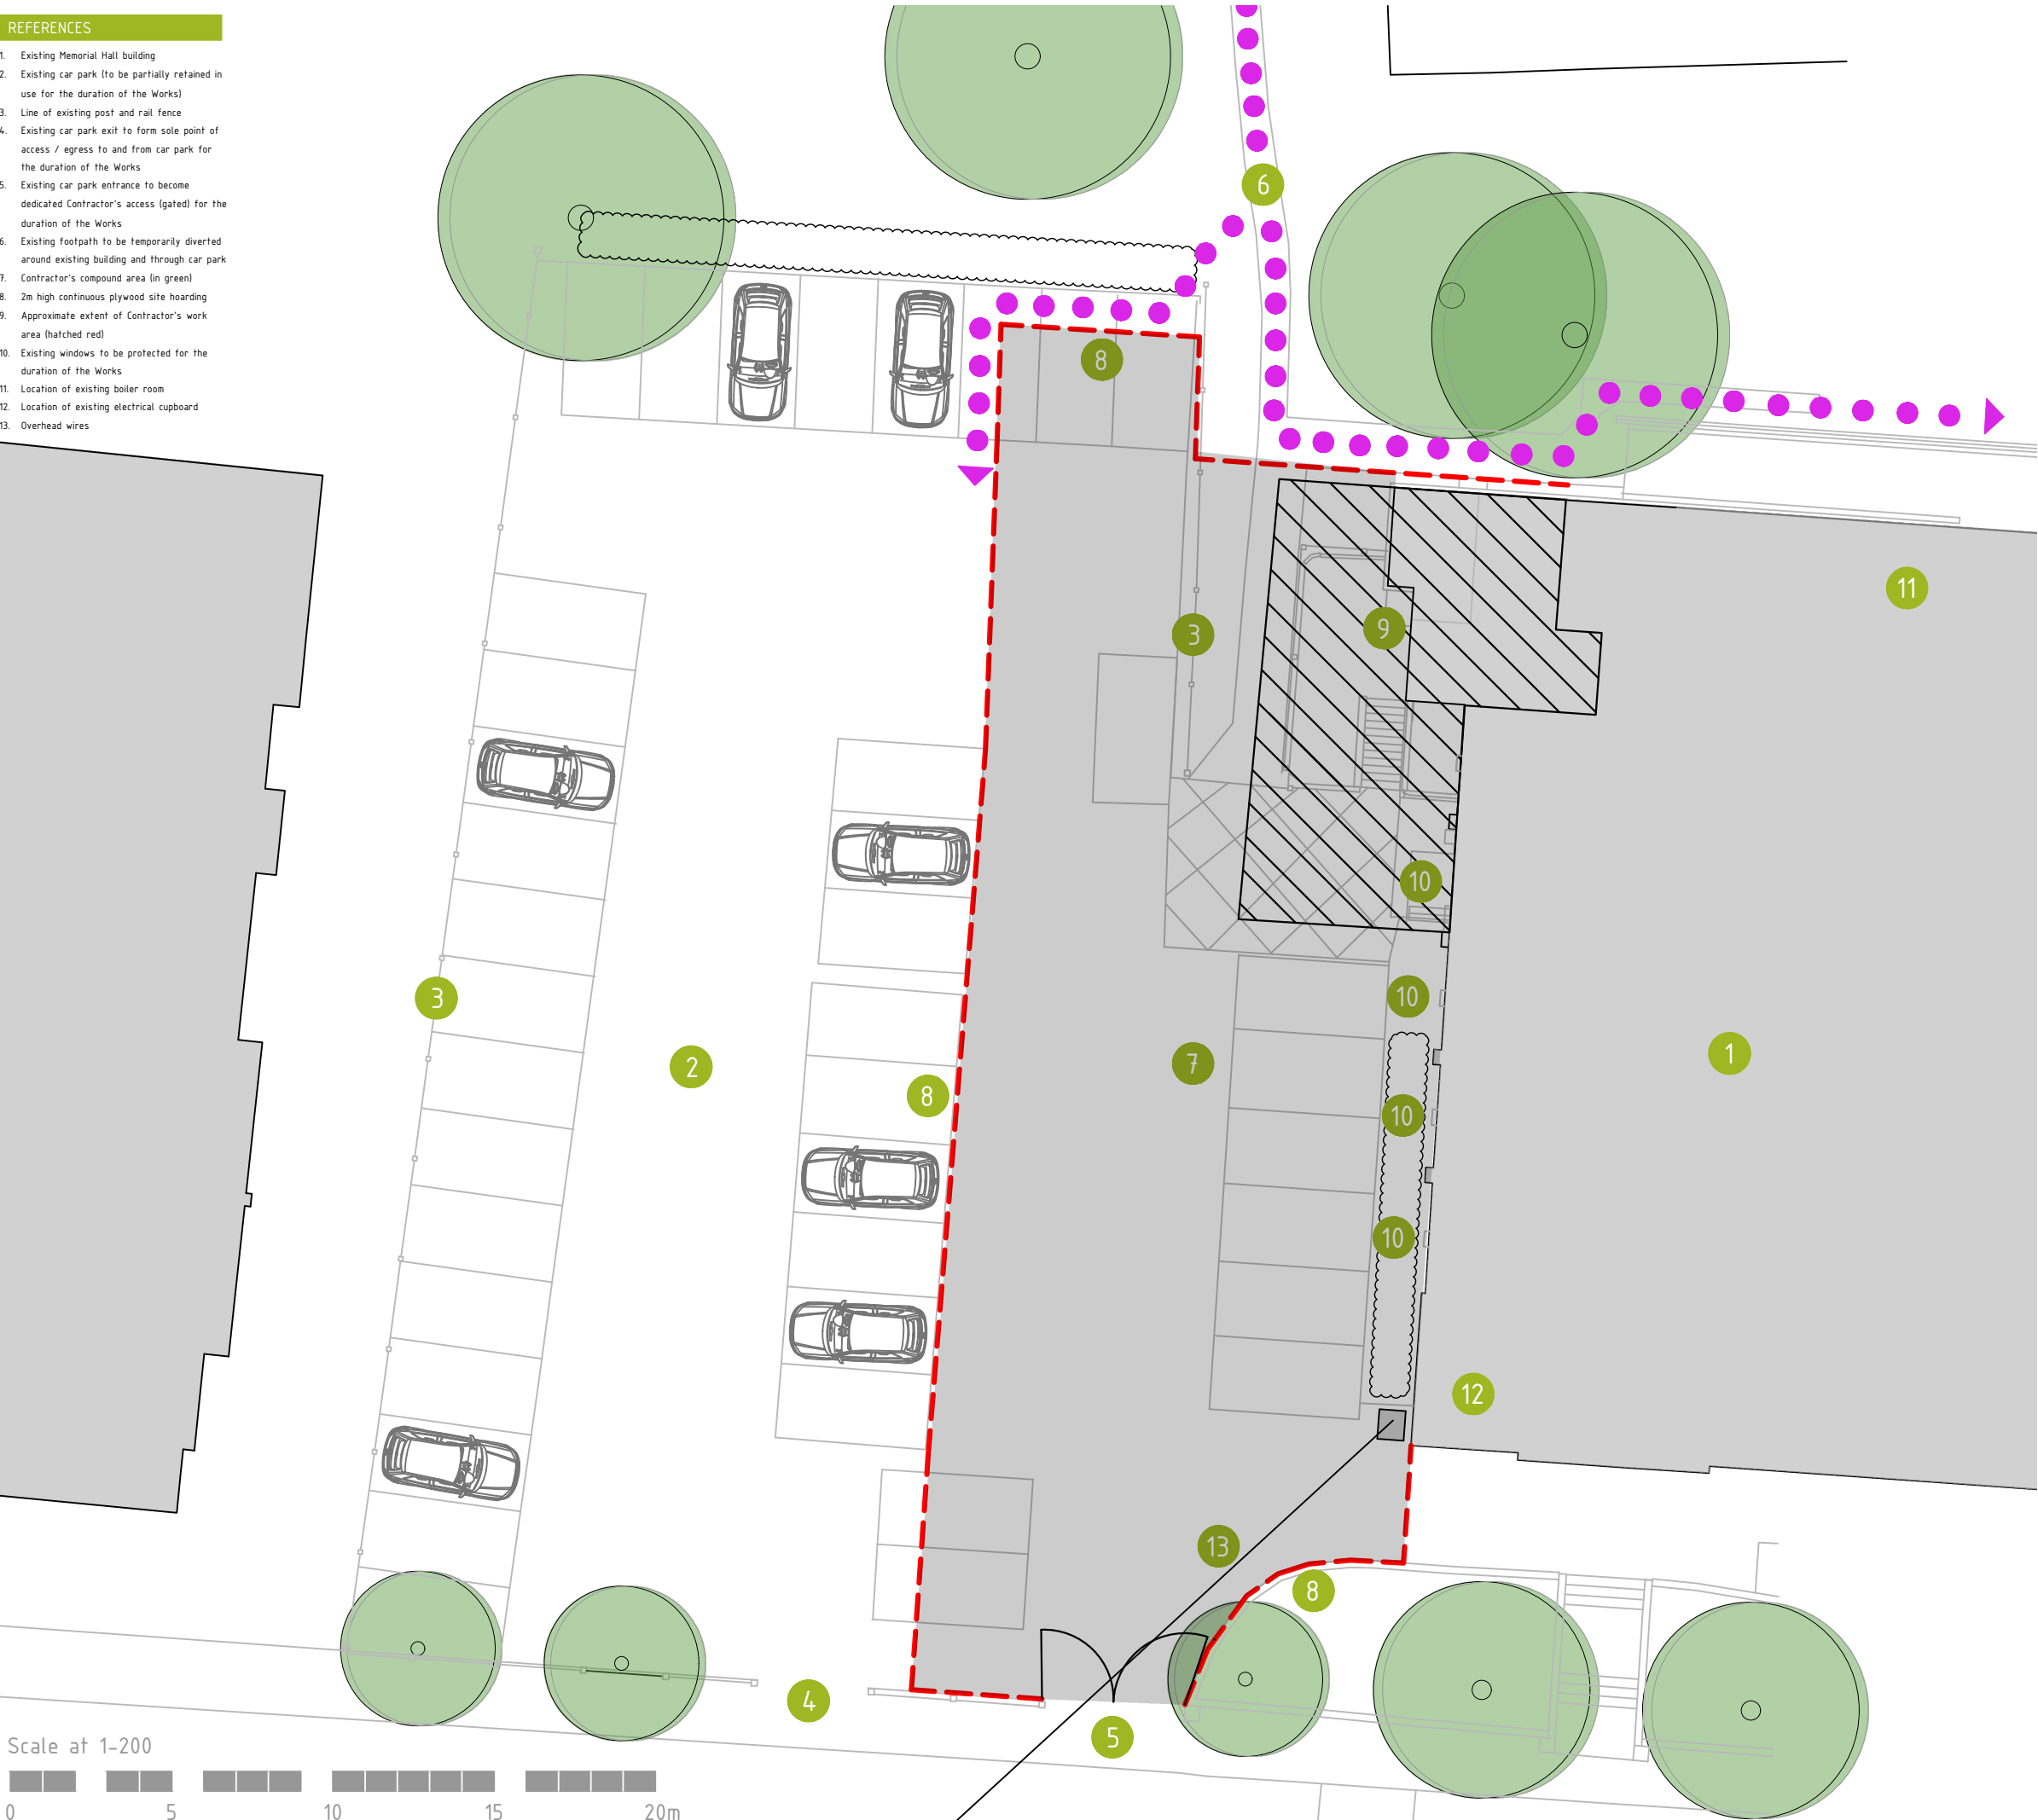 REFERENCES
1. Existing Memorial Hall building
2. Existing car park (to be partially retained in
use for the duration of the Works)
3. Line of existing post and rail fence
4. Existing car park exit to form sole point of
access / egress to and from car park for
the duration of the Works
5. Existing car park entrance to become
dedicated Contractor's access (gated) for the
duration of the Works
6. Existing footpath to be temporarily diverted
around existing building and through car park
7. Contractor's compound area (in green)
8. 2m high continuous plywood site hoarding
9. Approximate extent of Contractor's work
area (hatched red)
10. Existing windows to be protected for the
duration of the Works
11. Location of existing boiler room
12. Location of existing electrical cupboard
13. Overhead wires
6
8
11
9
3
10
3
10
1
2
7
8
10
10
12
13
8
4
5
Scale at 1-200
0 5 10 15 20m